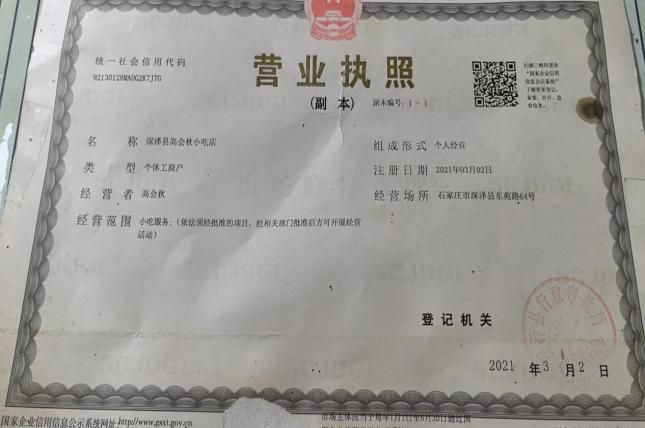 统一社会信用代码
92130128MA0G2K7J7G
营业执照
(副本)
副本编号：1-1
扫描二维码登录
“国家企业信用
信息公示系统”
了解更多登记、
备案、许可、监
管信息。
名称 深泽县高会秋小吃店
类型 个体工商户
经营者 高会秋
经营范围 小吃服务；（依法须经批准的项目，经相关部门批准后方可开展经营
活动）
组成形式 个人经营
注册日期 2021年03月02日
经营场所 石家庄市深泽县东苑路64号
登记机关
2021 年 3 月 2 日
国家企业信用信息公示系统网址：http://www.gsxt.gov.cn
市场主体应当于每年1月1日至6月30日通过国